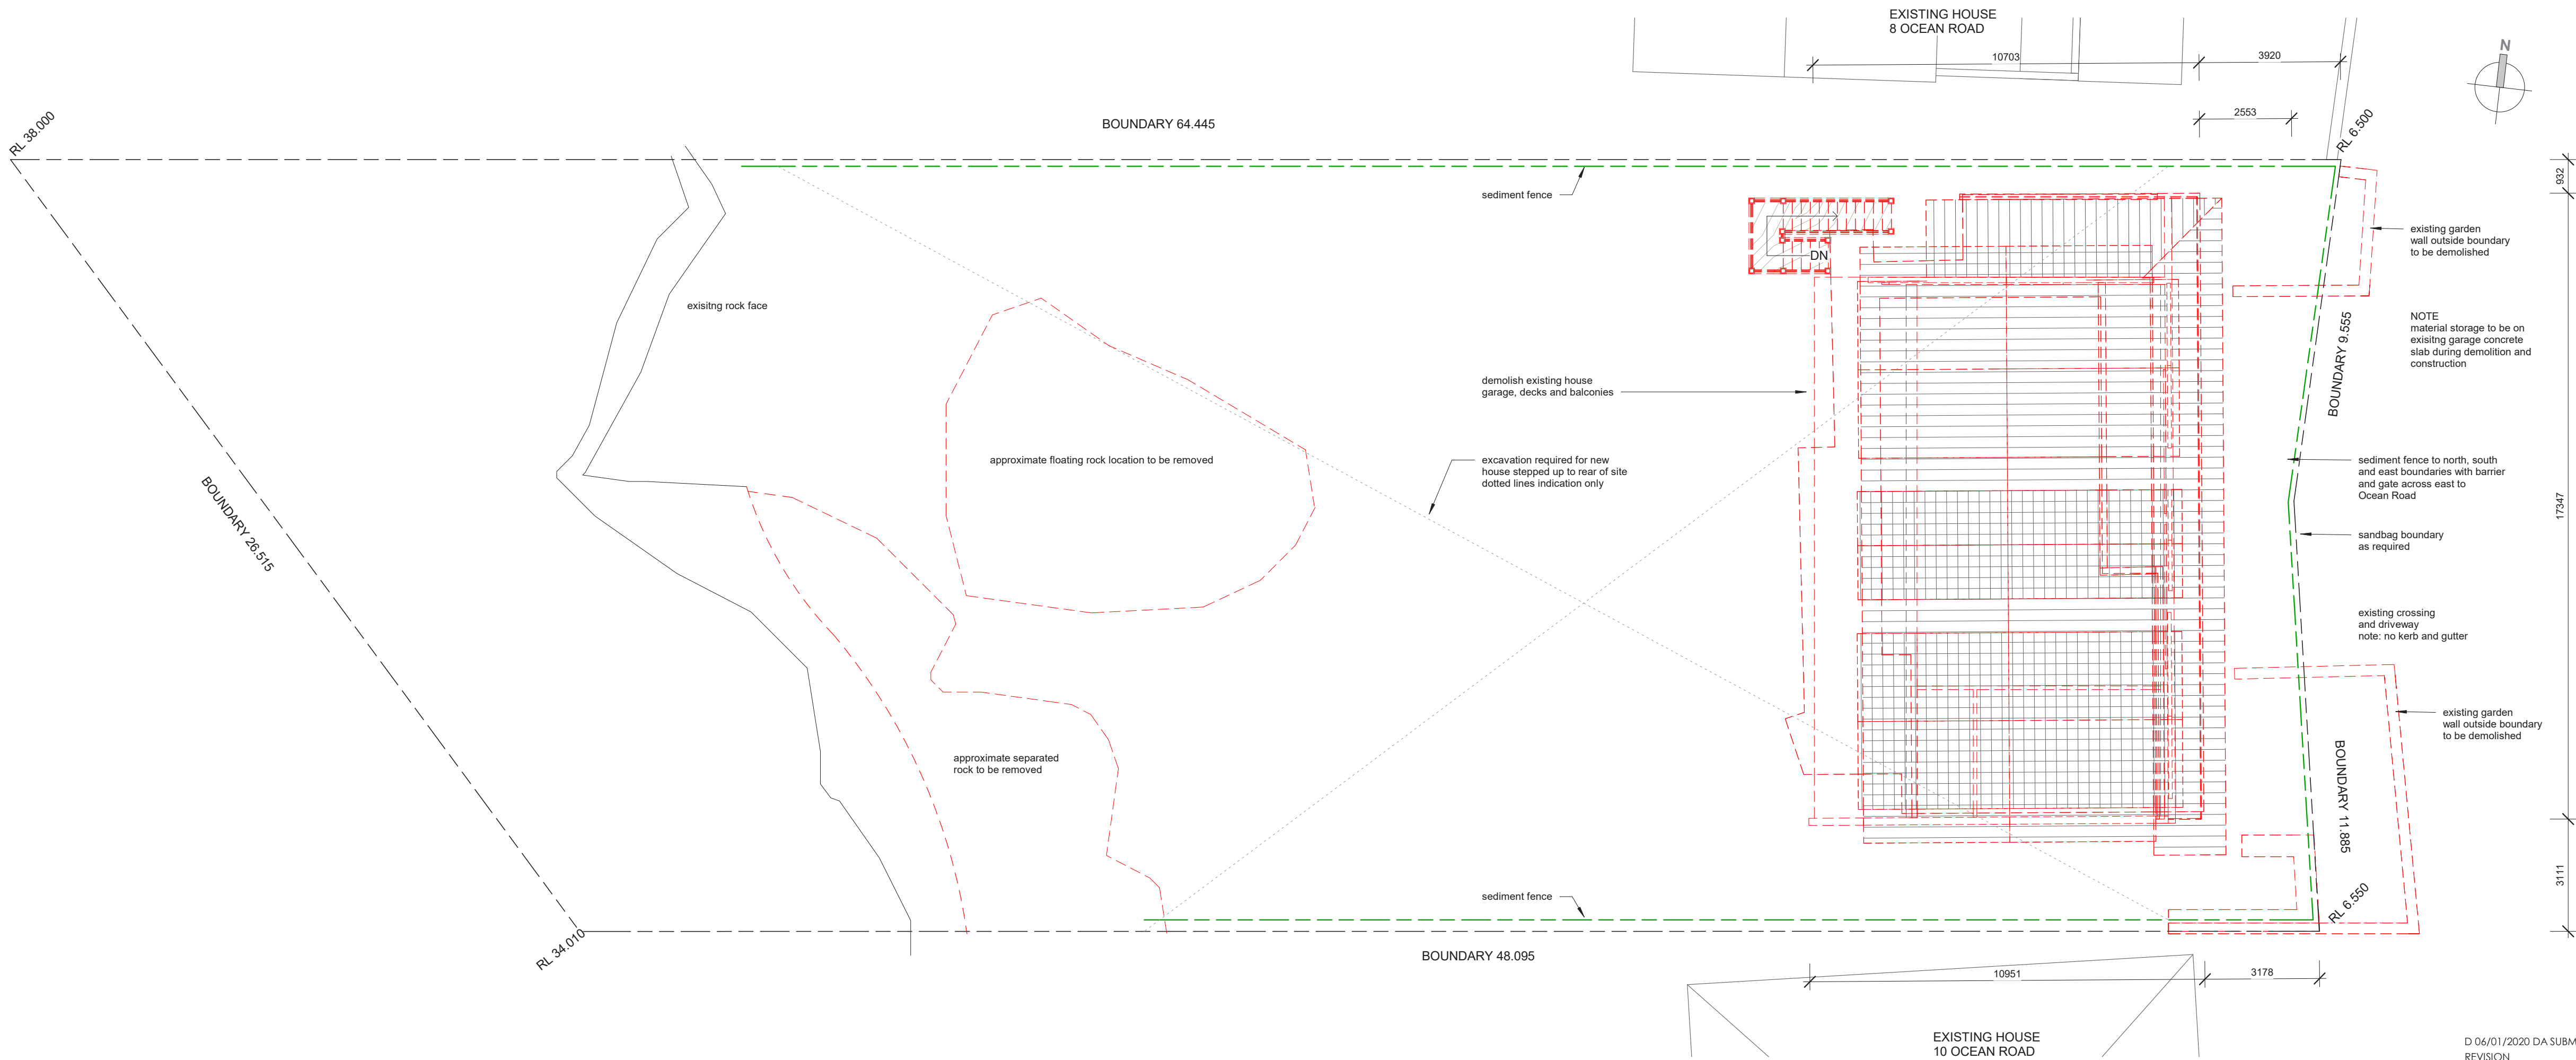 EXISTING HOUSE
8 OCEAN ROAD
N
10703
3920
2553
RL 38.000
BOUNDARY 64.445
RL 6.500
932
sediment fence
existing garden
wall outside boundary
to be demolished
DN
exisitng rock face
NOTE
material storage to be on
exisitng garage concrete
slab during demolition and
construction
BOUNDARY 9.555
demolish existing house
garage, decks and balconies
approximate floating rock location to be removed
excavation required for new
house stepped up to rear of site
dotted lines indication only
sediment fence to north, south
and east boundaries with barrier
and gate across east to
Ocean Road
17347
BOUNDARY 26.515
sandbag boundary
as required
existing crossing
and driveway
note: no kerb and gutter
existing garden
wall outside boundary
to be demolished
approximate separated
rock to be removed
BOUNDARY 11.885
3111
sediment fence
RL 6.550
RL 34.010
BOUNDARY 48.095
10951
3178
EXISTING HOUSE
10 OCEAN ROAD
D 06/01/2020 DA SUBM
REVISION